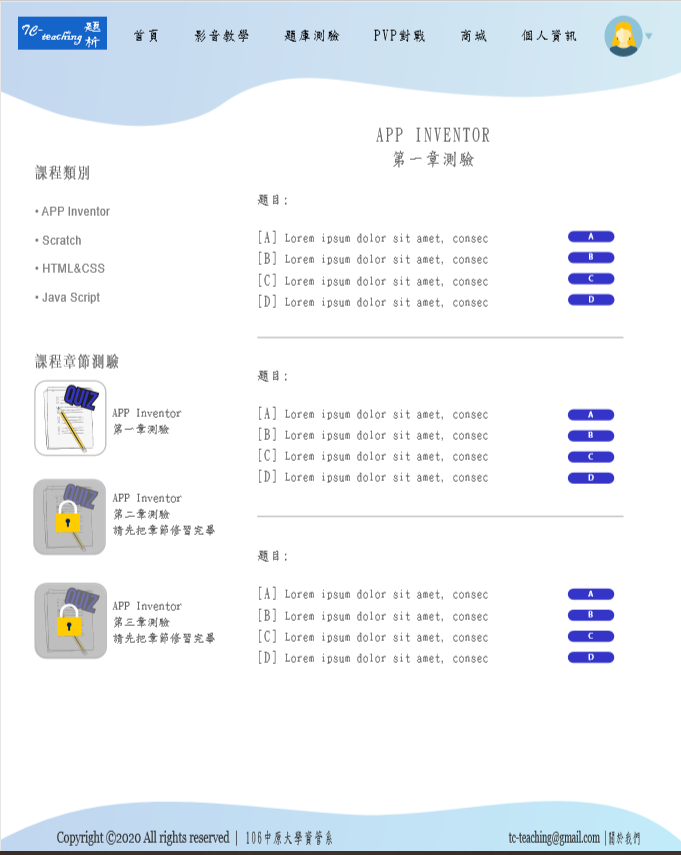 TC-teaching 題析
首頁 影音教學 題庫測驗 PVP對戰 商城 個人資訊
APP INVENTOR
第一章測驗
課程類別
• APP Inventor
• Scratch
• HTML&CSS
• Java Script
課程章節測驗
QUIZ
APP Inventor
第一章測驗
QUIZ
APP Inventor
第二章測驗
請先把章節修習完畢
QUIZ
APP Inventor
第三章測驗
請先把章節修習完畢
題目:
[A] Lorem ipsum dolor sit amet, consec A
[B] Lorem ipsum dolor sit amet, consec B
[C] Lorem ipsum dolor sit amet, consec C
[D] Lorem ipsum dolor sit amet, consec D
題目:
[A] Lorem ipsum dolor sit amet, consec A
[B] Lorem ipsum dolor sit amet, consec B
[C] Lorem ipsum dolor sit amet, consec C
[D] Lorem ipsum dolor sit amet, consec D
題目:
[A] Lorem ipsum dolor sit amet, consec A
[B] Lorem ipsum dolor sit amet, consec B
[C] Lorem ipsum dolor sit amet, consec C
[D] Lorem ipsum dolor sit amet, consec D
Copyright ©2020 All rights reserved | 106中原大學資管系 tc-teaching@gmail.com |關於我們